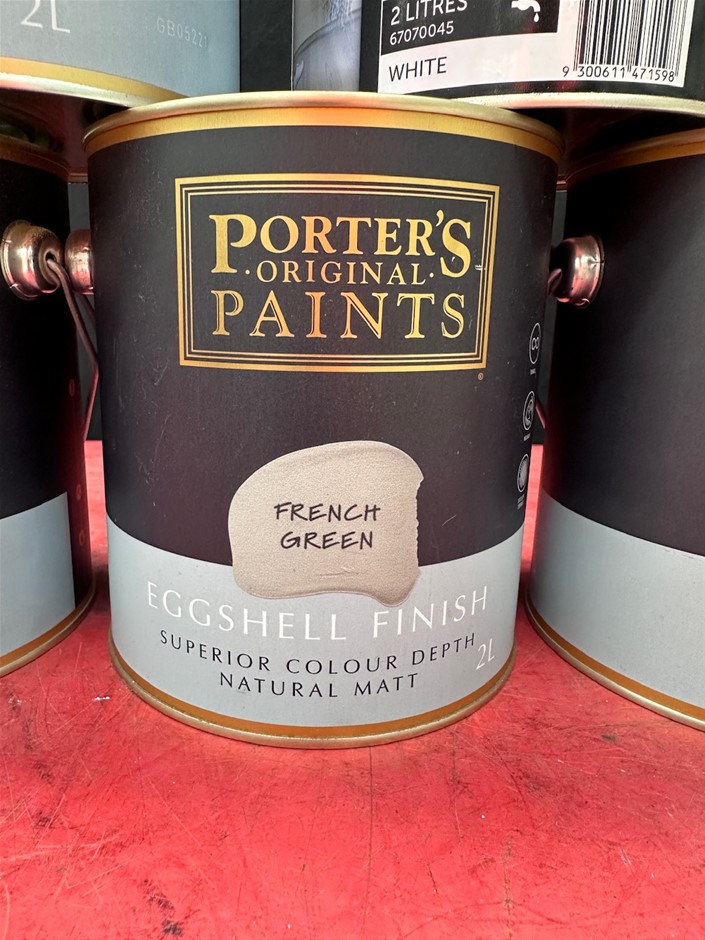 2L
2 LITRES
67070045
WHITE
9 300611 471598
PORTER'S
·ORIGINAL·
PAINTS
®
FRENCH
GREEN
EGGSHELL FINISH
SUPERIOR COLOUR DEPTH
NATURAL MATT
2L